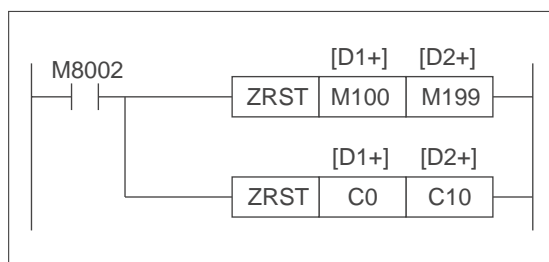 [D1+] [D2+]
M8002
ZRST M100 M199
[D1+] [D2+]
ZRST C0 C10